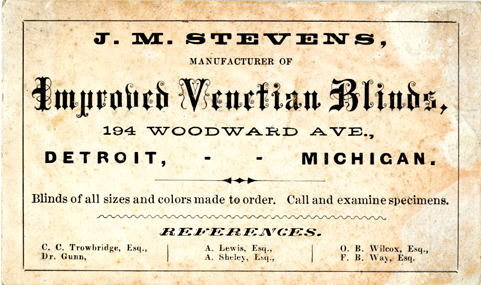 J. M. STEVENS,
MANUFACTURER OF
Improved Venetian Blinds,
194 WOODWARD AVE.,
DETROIT, - - MICHIGAN.
Blinds of all sizes and colors made to order. Call and examine specimens.
REFERENCES.
C. C. Trowbridge, Esq.,
Dr. Gunn,
A. Lewis, Esq.,
A. Sheley, Esq.,
O. B. Wilcox, Esq.,
F. B. Way, Esq.